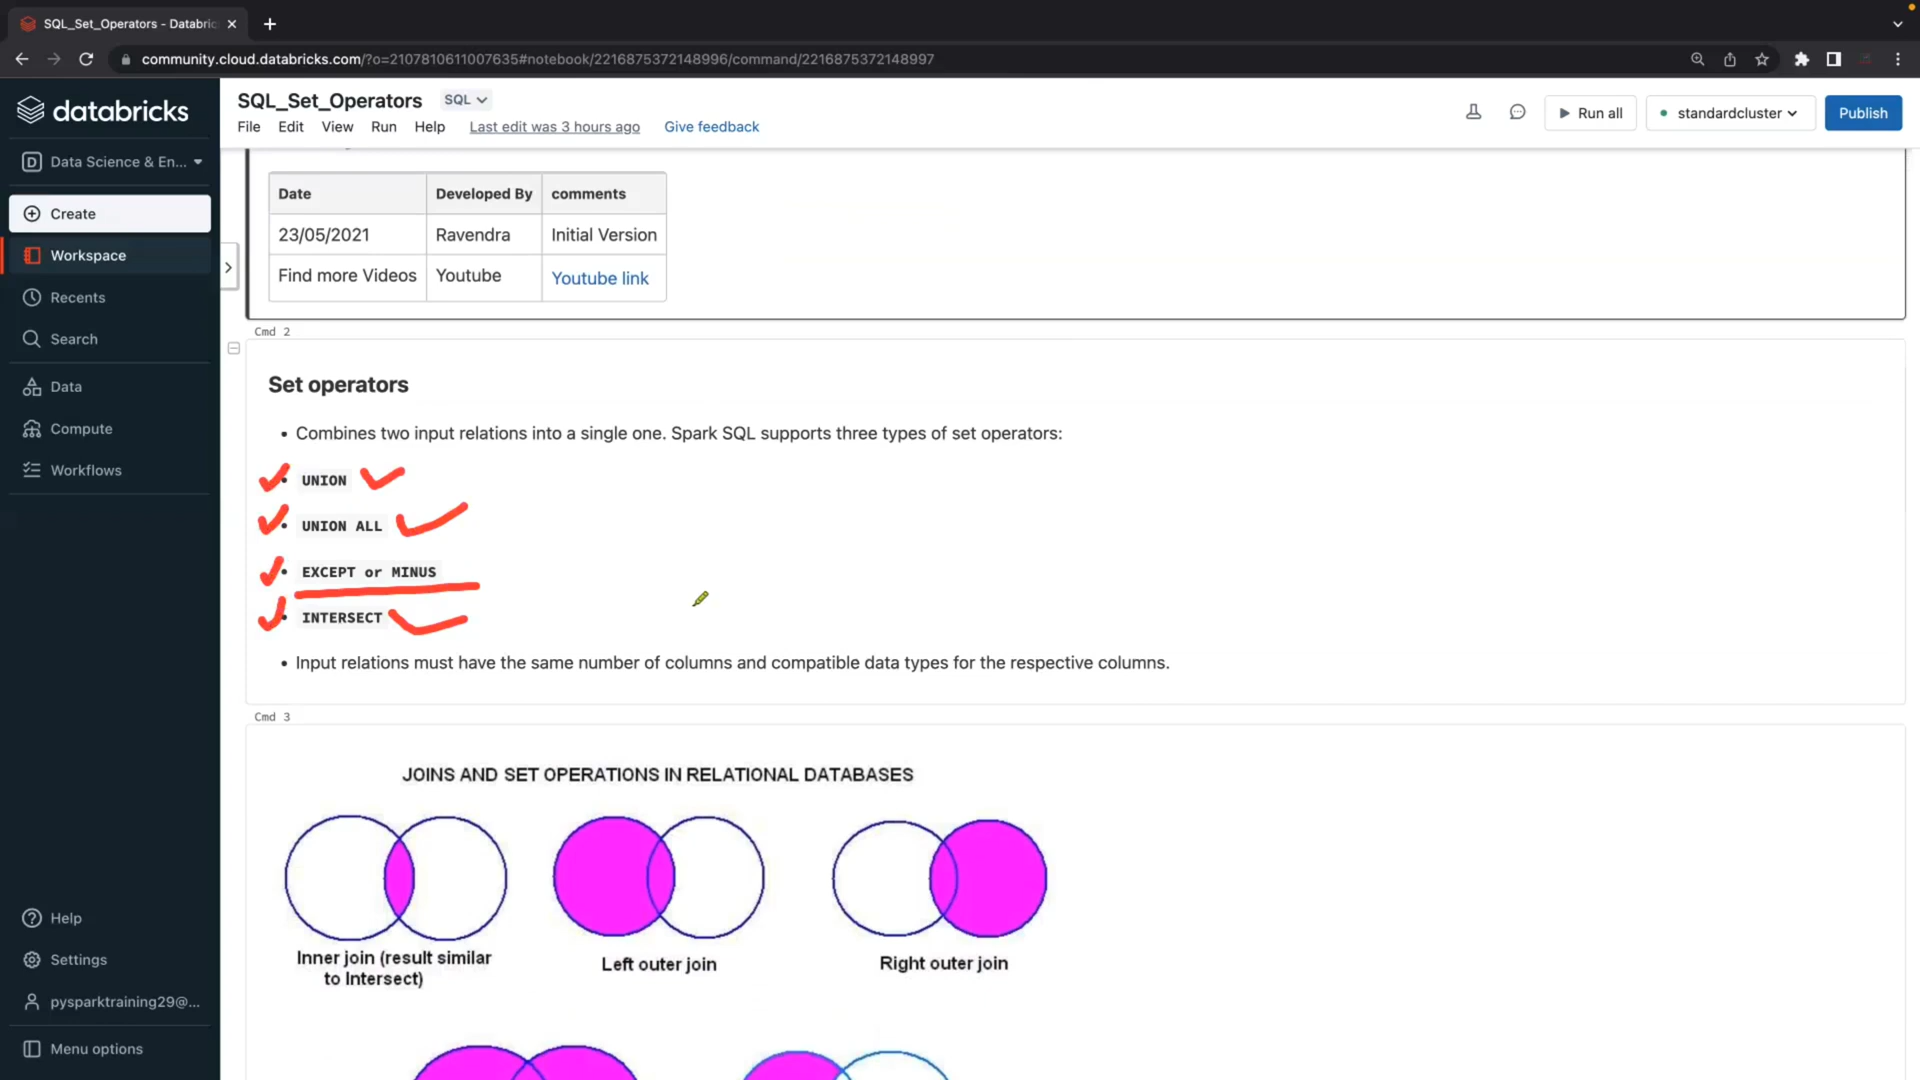 SQL_Set_Operators - Databric
community.cloud.databricks.com/?o=2107810611007635#notebook/2216875372148996/command/2216875372148997
databricks
SQL_Set_Operators SQL
File Edit View Run Help Last edit was 3 hours ago Give feedback
Run all
standardcluster
Publish
D Data Science & En...
Create
Workspace
Recents
Search
Data
Compute
Workflows
Help
Settings
pysparktraining29@...
Menu options
Date Developed By comments
23/05/2021 Ravendra Initial Version
Find more Videos Youtube Youtube link
Cmd 2
Set operators
• Combines two input relations into a single one. Spark SQL supports three types of set operators:
• UNION
• UNION ALL
• EXCEPT or MINUS
• INTERSECT
• Input relations must have the same number of columns and compatible data types for the respective columns.
Cmd 3
JOINS AND SET OPERATIONS IN RELATIONAL DATABASES
Inner join (result similar
to Intersect)
Left outer join
Right outer join